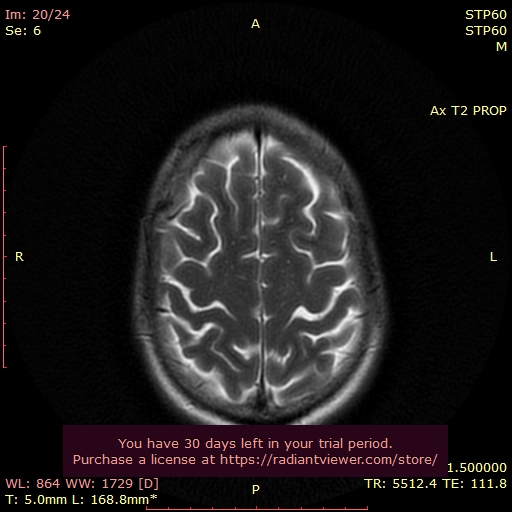 Im: 20/24
Se: 6
A
STP60
STP60
M
Ax T2 PROP
R
L
You have 30 days left in your trial period.
Purchase a license at https://radiantviewer.com/store/
1.500000
WL: 864 WW: 1729 [D]
TR: 5512.4 TE: 111.8
T: 5.0mm L: 168.8mm*
P